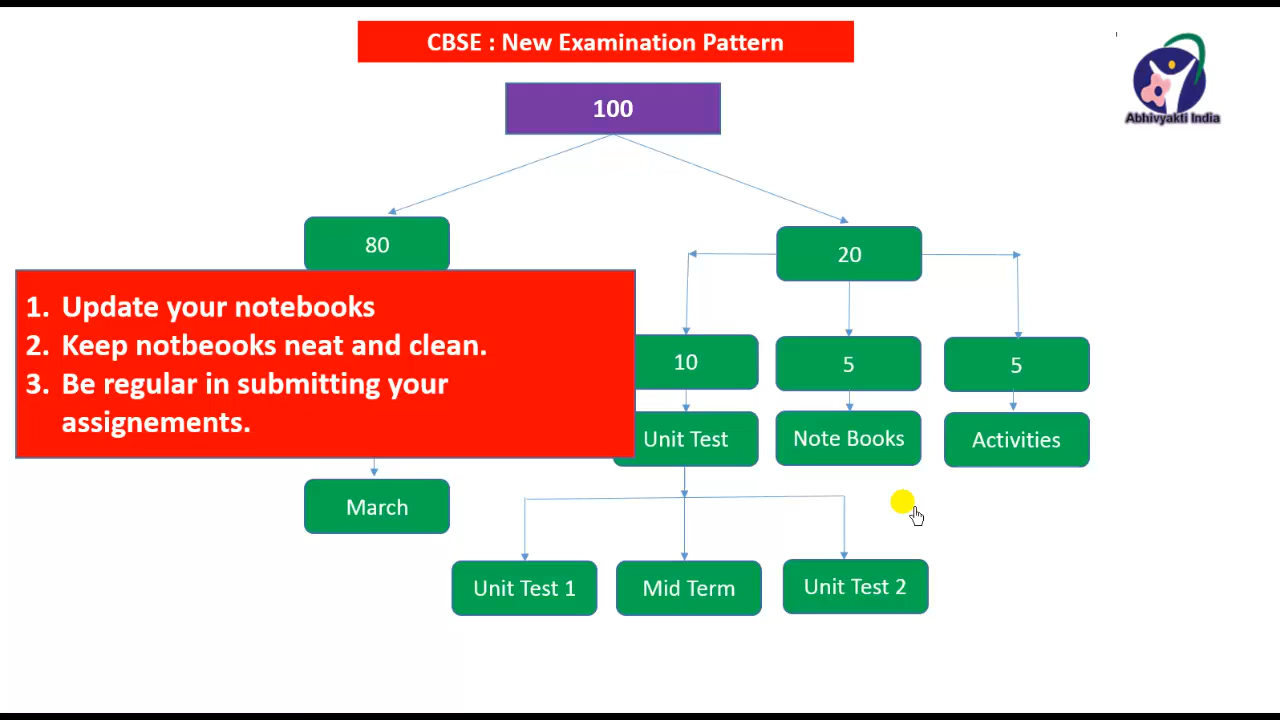 CBSE : New Examination Pattern
100
Abhivyakti India
80
20
1. Update your notebooks
2. Keep notbeooks neat and clean.
3. Be regular in submitting your
assignements.
10
5
5
Unit Test
Note Books
Activities
March
Unit Test 1
Mid Term
Unit Test 2